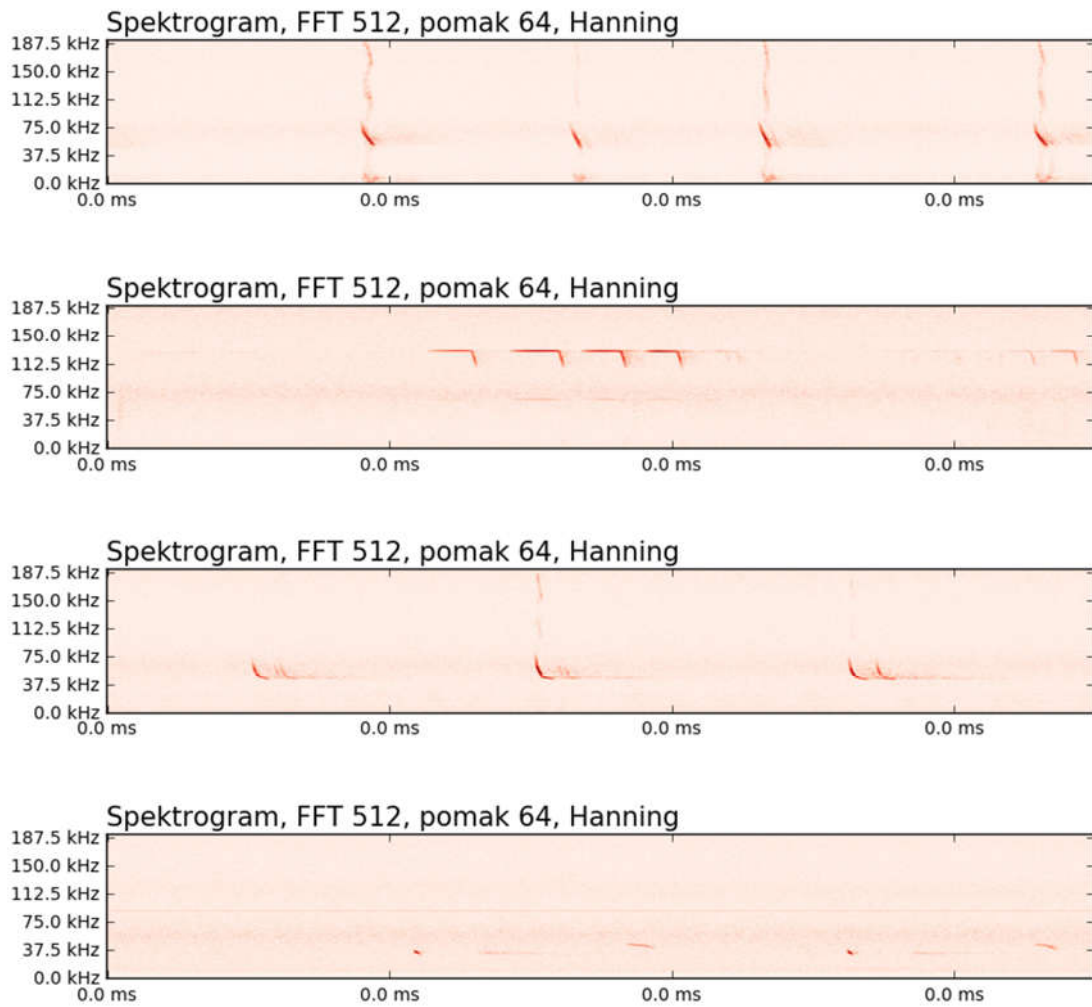 Spektrogram, FFT 512, pomak 64, Hanning
187.5 kHz
150.0 kHz
112.5 kHz
75.0 kHz
37.5 kHz
0.0 kHz
0.0 ms 0.0 ms 0.0 ms 0.0 ms
Spektrogram, FFT 512, pomak 64, Hanning
187.5 kHz
150.0 kHz
112.5 kHz
75.0 kHz
37.5 kHz
0.0 kHz
0.0 ms 0.0 ms 0.0 ms 0.0 ms
Spektrogram, FFT 512, pomak 64, Hanning
187.5 kHz
150.0 kHz
112.5 kHz
75.0 kHz
37.5 kHz
0.0 kHz
0.0 ms 0.0 ms 0.0 ms 0.0 ms
Spektrogram, FFT 512, pomak 64, Hanning
187.5 kHz
150.0 kHz
112.5 kHz
75.0 kHz
37.5 kHz
0.0 kHz
0.0 ms 0.0 ms 0.0 ms 0.0 ms